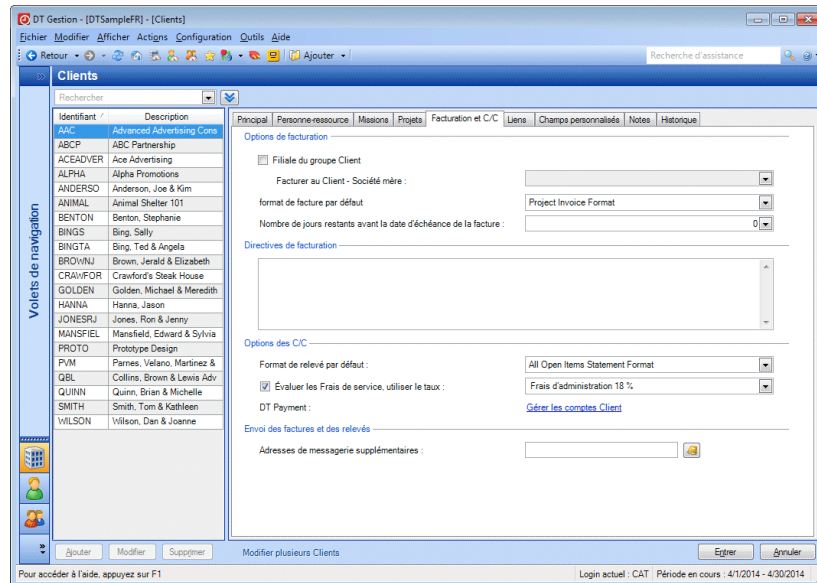 DT Gestion - [DTSampleFR] - [Clients]
Fichier Modifier Afficher Actions Configuration Outils Aide
Retour Ajouter Recherche d'assistance
Clients
Rechercher
Identifiant Description
AAC Advanced Advertising Cons
ABCP ABC Partnership
ACEADVER Ace Advertising
ALPHA Alpha Promotions
ANDERSO Anderson, Joe & Kim
ANIMAL Animal Shelter 101
BENTON Benton, Stephanie
BINGS Bing, Sally
BINGTA Bing, Ted & Angela
BROWNJ Brown, Jerald & Elizabeth
CRAWFOR Crawford's Steak House
GOLDEN Golden, Michael & Meredith
HANNA Hanna, Jason
JONESRJ Jones, Ron & Jenny
MANSFIEL Mansfield, Edward & Sylvia
PROTO Prototype Design
PVM Parnes, Velano, Martinez &
QBL Collins, Brown & Lewis Adv
QUINN Quinn, Brian & Michelle
SMITH Smith, Tom & Kathleen
WILSON Wilson, Dan & Joanne
Volets de navigation
Principal Personne-ressource Missions Projets Facturation et C/C Liens Champs personnalisés Notes Historique
Options de facturation
Filiale du groupe Client
Facturer au Client - Société mère :
format de facture par défaut Project Invoice Format
Nombre de jours restants avant la date d'échéance de la facture : 0
Directives de facturation
Options des C/C
Format de relevé par défaut : All Open Items Statement Format
Évaluer les Frais de service, utiliser le taux : Frais d'administration 18 %
DT Payment : Gérer les comptes Client
Envoi des factures et des relevés
Adresses de messagerie supplémentaires :
Ajouter Modifier Supprimer Modifier plusieurs Clients Entrer Annuler
Pour accéder à l'aide, appuyez sur F1 Login actuel : CAT Période en cours : 4/1/2014 - 4/30/2014